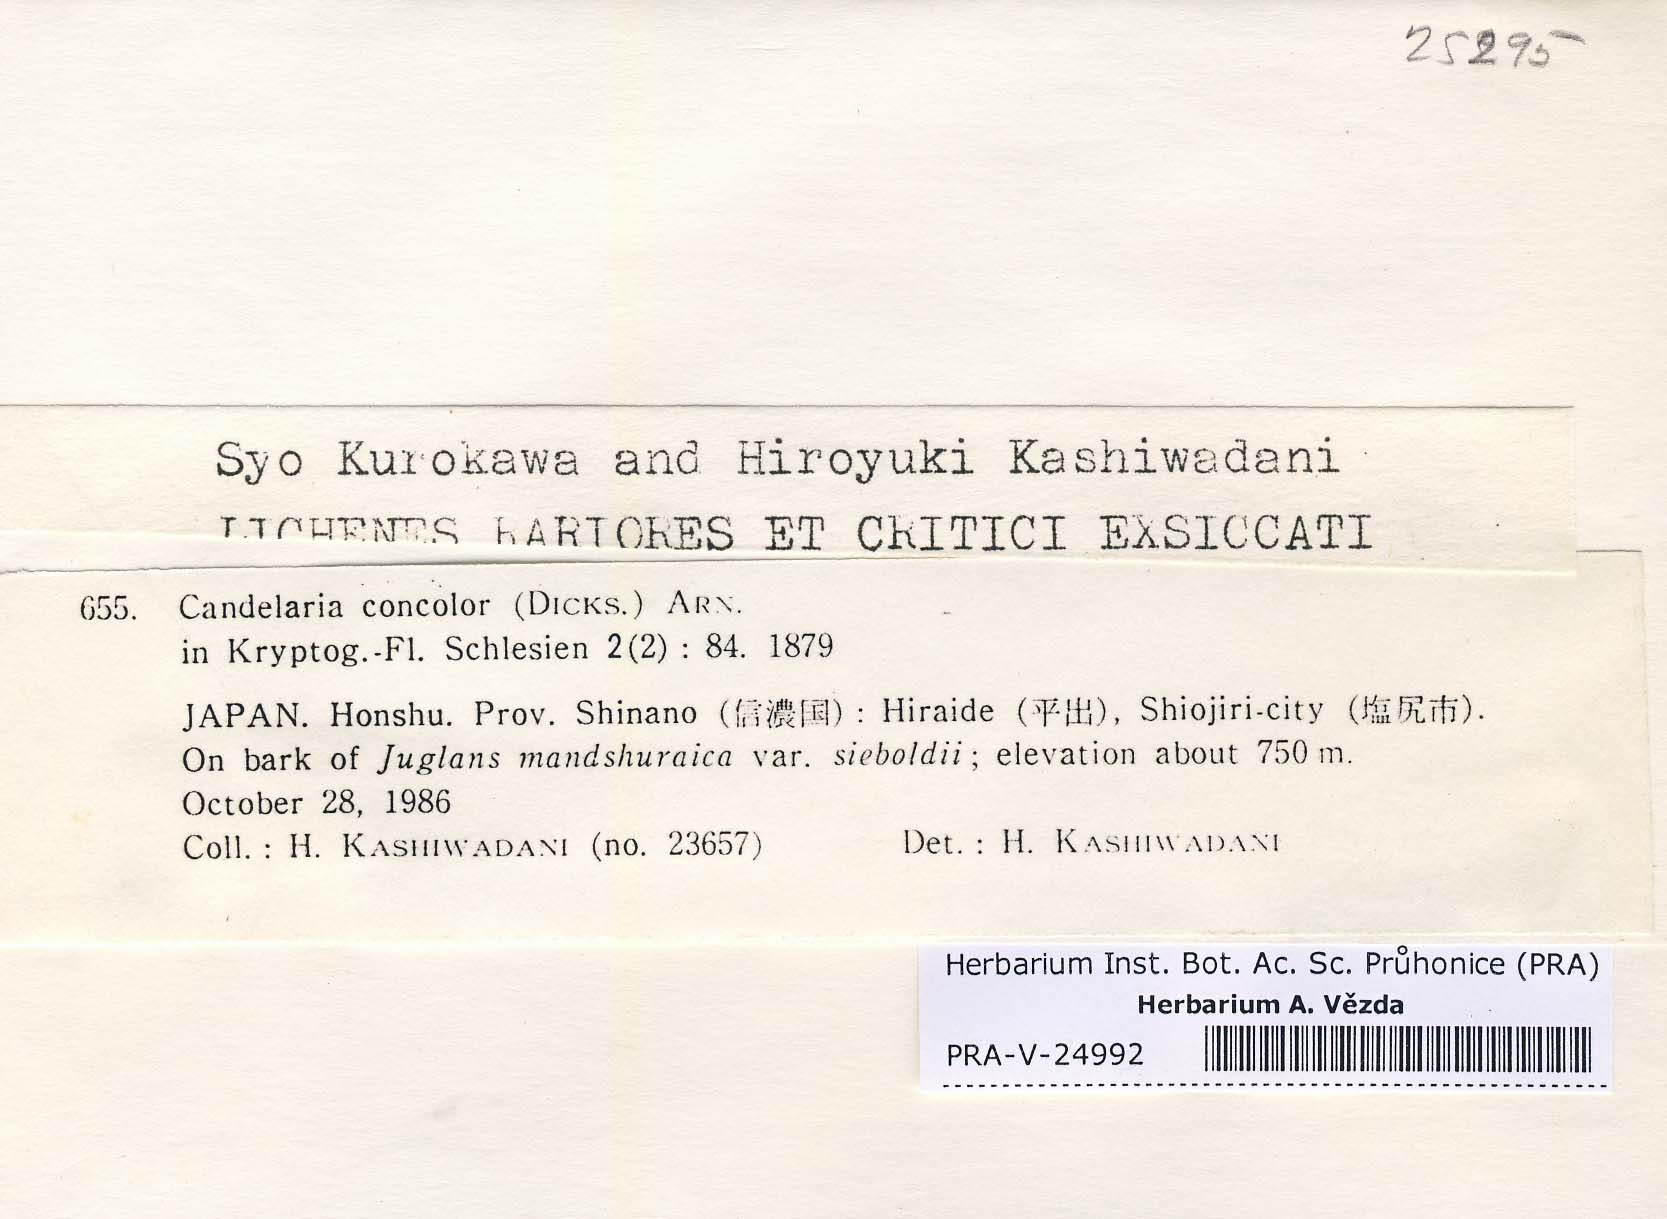 25295
Syo Kurokawa and Hiroyuki Kashiwadani
LICHENES RARIORES ET CRITICI EXSICCATI
655. Candelaria concolor (DICKS.) ARN.
in Kryptog.-Fl. Schlesien 2(2) : 84. 1879
JAPAN. Honshu. Prov. Shinano (信濃国) : Hiraide (平出), Shiojiri-city (塩尻市).
On bark of Juglans mandshuraica var. sieboldii ; elevation about 750 m.
October 28, 1986
Coll. : H. KASHIWADANI (no. 23657) Det. : H. KASHIWADANI
Herbarium Inst. Bot. Ac. Sc. Průhonice (PRA)
Herbarium A. Vězda
PRA-V-24992